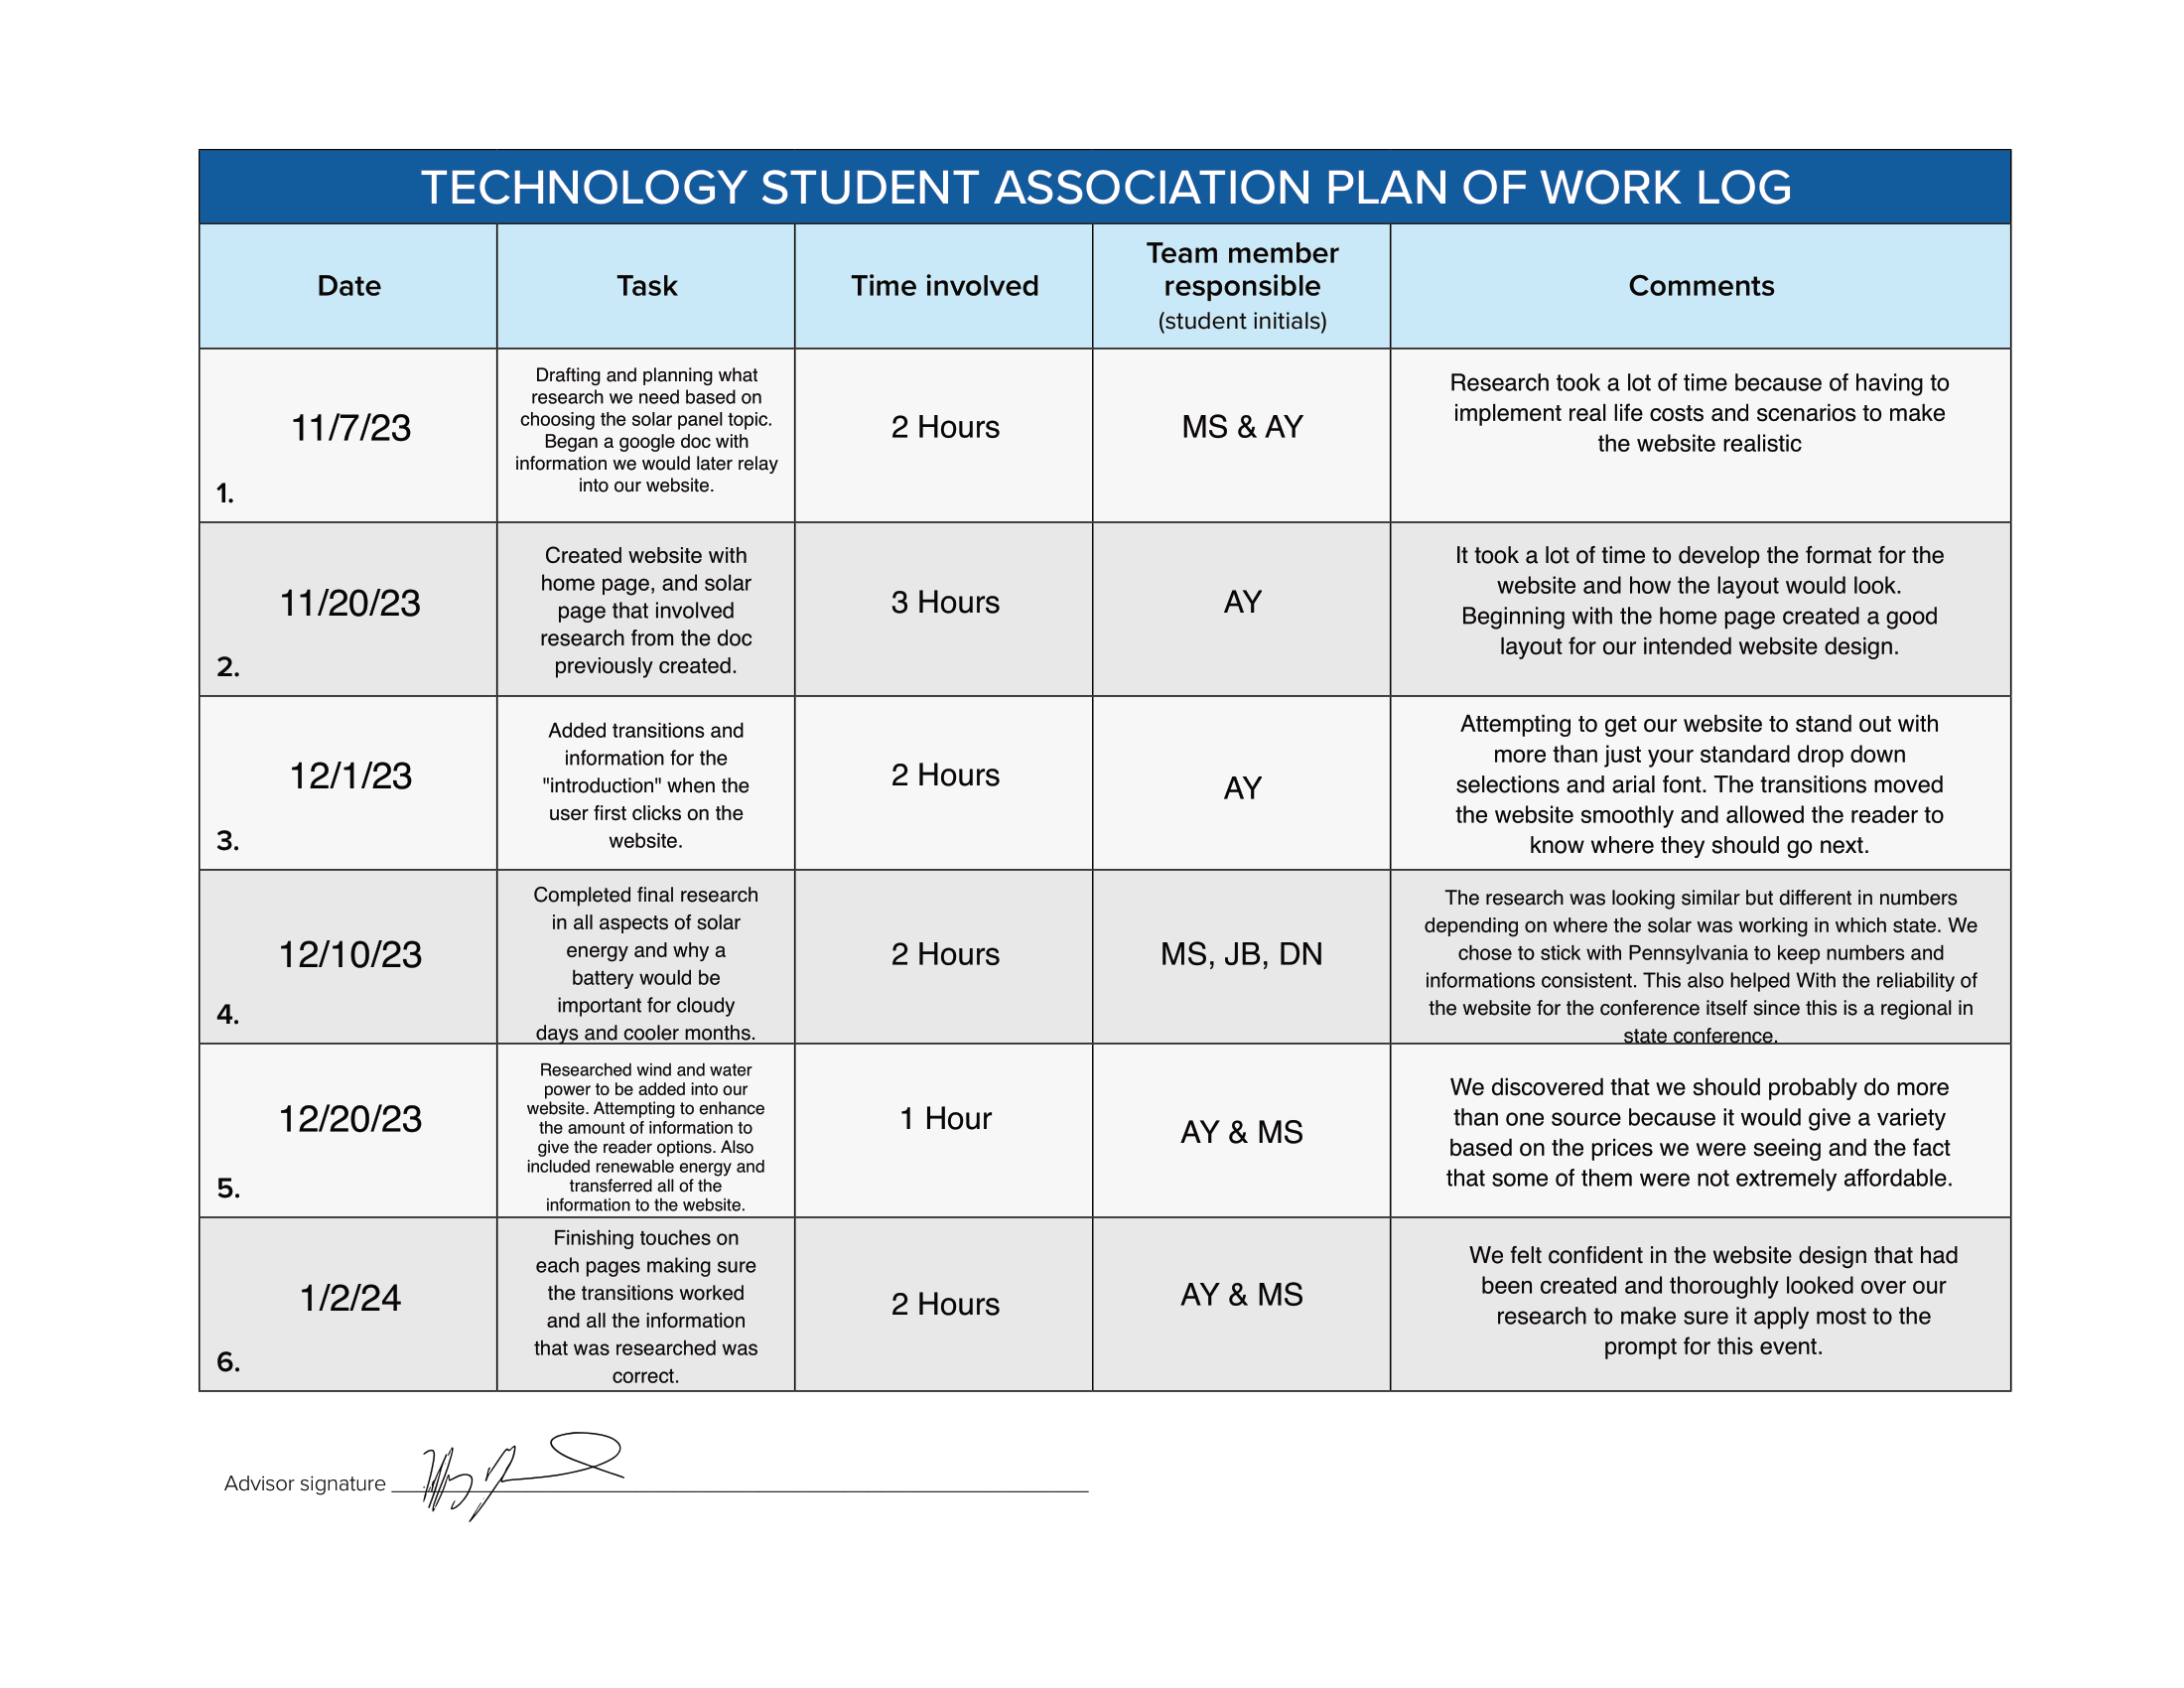 TECHNOLOGY STUDENT ASSOCIATION PLAN OF WORK LOG
Date
Task
Time involved
Team member
responsible
(student initials)
Comments
1.
11/7/23
Drafting and planning what
research we need based on
choosing the solar panel topic.
Began a google doc with
information we would later relay
into our website.
2 Hours
MS & AY
Research took a lot of time because of having to
implement real life costs and scenarios to make
the website realistic
2.
11/20/23
Created website with
home page, and solar
page that involved
research from the doc
previously created.
3 Hours
AY
It took a lot of time to develop the format for the
website and how the layout would look.
Beginning with the home page created a good
layout for our intended website design.
3.
12/1/23
Added transitions and
information for the
"introduction" when the
user first clicks on the
website.
2 Hours
AY
Attempting to get our website to stand out with
more than just your standard drop down
selections and arial font. The transitions moved
the website smoothly and allowed the reader to
know where they should go next.
4.
12/10/23
Completed final research
in all aspects of solar
energy and why a
battery would be
important for cloudy
days and cooler months.
2 Hours
MS, JB, DN
The research was looking similar but different in numbers
depending on where the solar was working in which state. We
chose to stick with Pennsylvania to keep numbers and
informations consistent. This also helped With the reliability of
the website for the conference itself since this is a regional in
state conference.
5.
12/20/23
Researched wind and water
power to be added into our
website. Attempting to enhance
the amount of information to
give the reader options. Also
included renewable energy and
transferred all of the
information to the website.
1 Hour
AY & MS
We discovered that we should probably do more
than one source because it would give a variety
based on the prices we were seeing and the fact
that some of them were not extremely affordable.
6.
1/2/24
Finishing touches on
each pages making sure
the transitions worked
and all the information
that was researched was
correct.
2 Hours
AY & MS
We felt confident in the website design that had
been created and thoroughly looked over our
research to make sure it apply most to the
prompt for this event.
Advisor signature